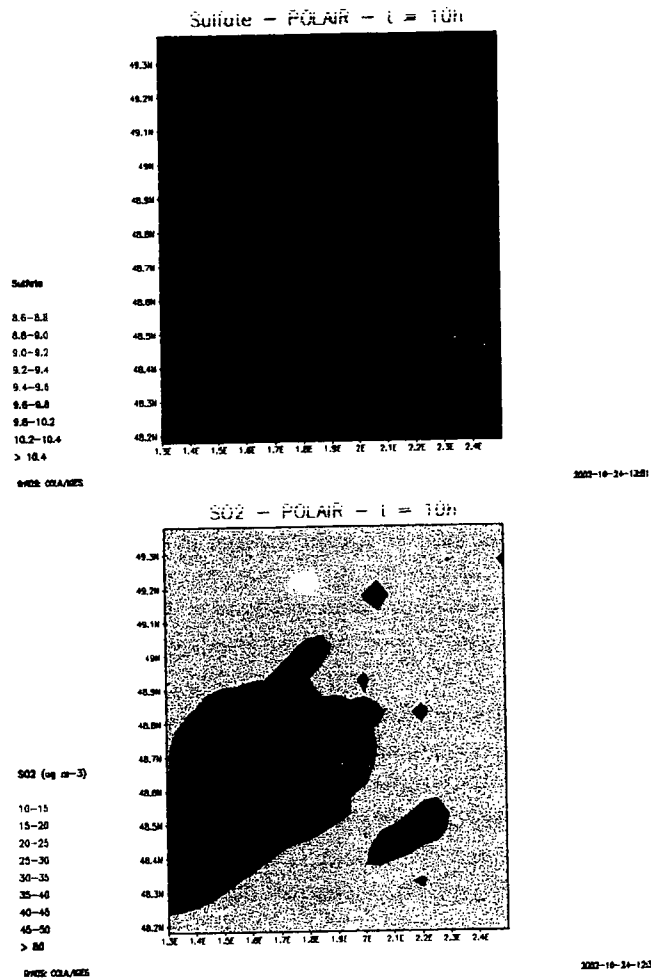 Sulfate - POLAIR - t = 10h
49.3N
49.2N
49.1N
49N
48.9N
48.8N
48.7N
48.6N
48.5N
48.4N
48.3N
48.2N
1.3E 1.4E 1.5E 1.6E 1.7E 1.8E 1.9E 2E 2.1E 2.2E 2.3E 2.4E
Sulfate
8.6-8.8
8.8-9.0
9.0-9.2
9.2-9.4
9.4-9.6
9.6-9.8
9.8-10.2
10.2-10.4
> 10.4
GrADS: COLA/IGES
SO2 - POLAIR - t = 10h
49.3N
49.2N
49.1N
49N
48.9N
48.8N
48.7N
48.6N
48.5N
48.4N
48.3N
48.2N
1.3E 1.4E 1.5E 1.6E 1.7E 1.8E 1.9E 2E 2.1E 2.2E 2.3E 2.4E
SO2 (ug m-3)
10-15
15-20
20-25
25-30
30-35
35-40
40-45
45-50
GrADS: COLA/IGES